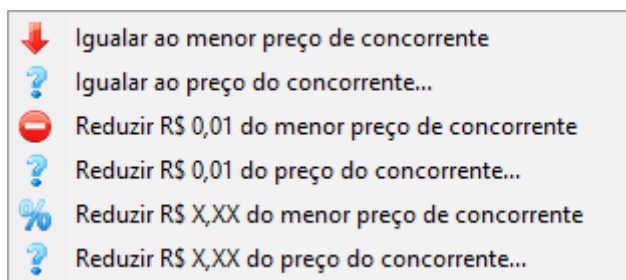 Igualar ao menor preço de concorrente
Igualar ao preço do concorrente...
Reduzir R$ 0,01 do menor preço de concorrente
Reduzir R$ 0,01 do preço do concorrente...
Reduzir R$ X,XX do menor preço de concorrente
Reduzir R$ X,XX do preço do concorrente...